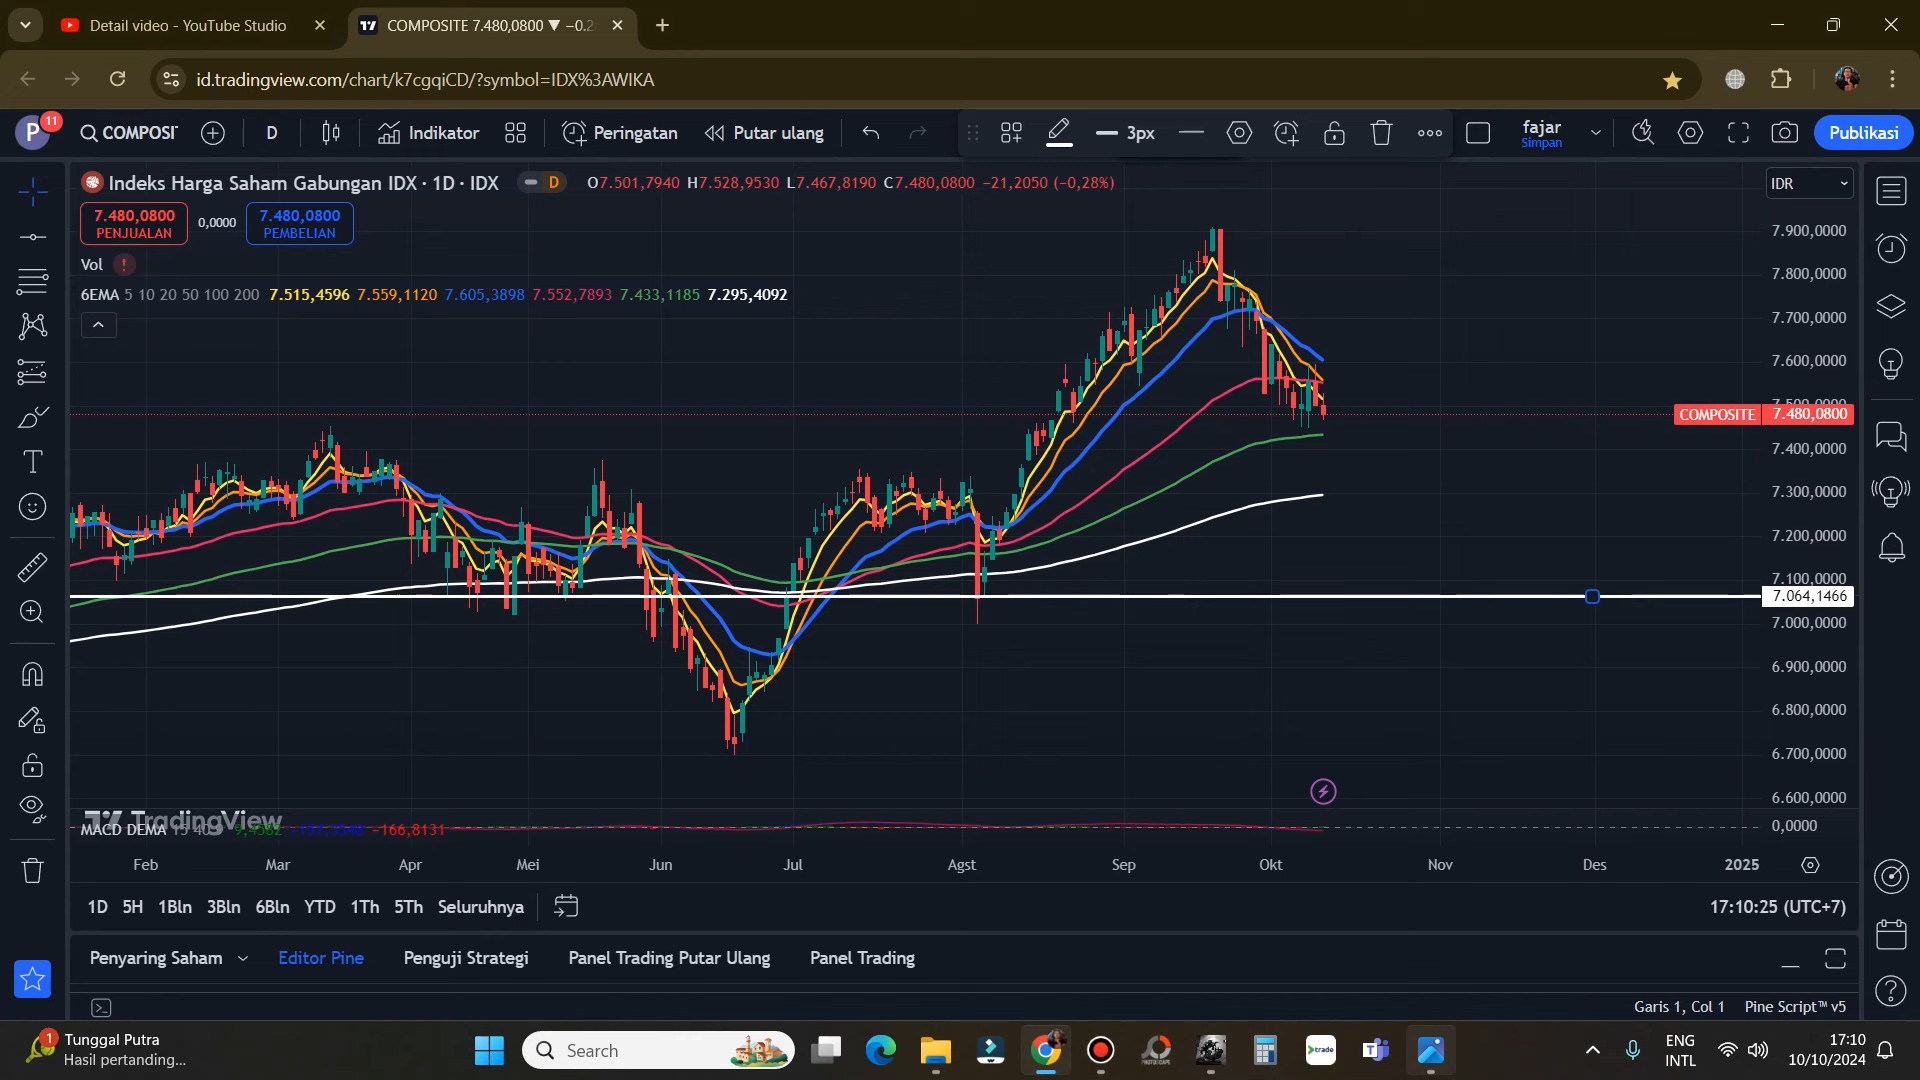 Detail video - YouTube Studio
COMPOSITE 7.480,0800 ▼ −0.2
id.tradingview.com/chart/k7cgqiCD/?symbol=IDX%3AWIKA
P
11
COMPOSIT
D
Indikator
Peringatan
Putar ulang
3px
fajar
Simpan
Publikasi
Indeks Harga Saham Gabungan IDX · 1D · IDX
D
O7.501,7940 H7.528,9530 L7.467,8190 C7.480,0800 −21,2050 (−0,28%)
IDR
7.480,0800
PENJUALAN
0,0000
7.480,0800
PEMBELIAN
Vol
6EMA 5 10 20 50 100 200 7.515,4596 7.559,1120 7.605,3898 7.552,7893 7.433,1185 7.295,4092
7.900,0000
7.800,0000
7.700,0000
7.600,0000
7.500,0000
COMPOSITE 7.480,0800
7.400,0000
7.300,0000
7.200,0000
7.100,0000
7.064,1466
7.000,0000
6.900,0000
6.800,0000
6.700,0000
6.600,0000
0,0000
TradingView
MACD DEMA −166,8131
Feb Mar Apr Mei Jun Jul Agst Sep Okt Nov Des 2025
1D 5H 1Bln 3Bln 6Bln YTD 1Th 5Th Seluruhnya
17:10:25 (UTC+7)
Penyaring Saham Editor Pine Penguji Strategi Panel Trading Putar Ulang Panel Trading
Garis 1, Col 1 Pine Script™ v5
1
Tunggal Putra
Hasil pertanding...
Search
trade
ENG
INTL
17:10
10/10/2024